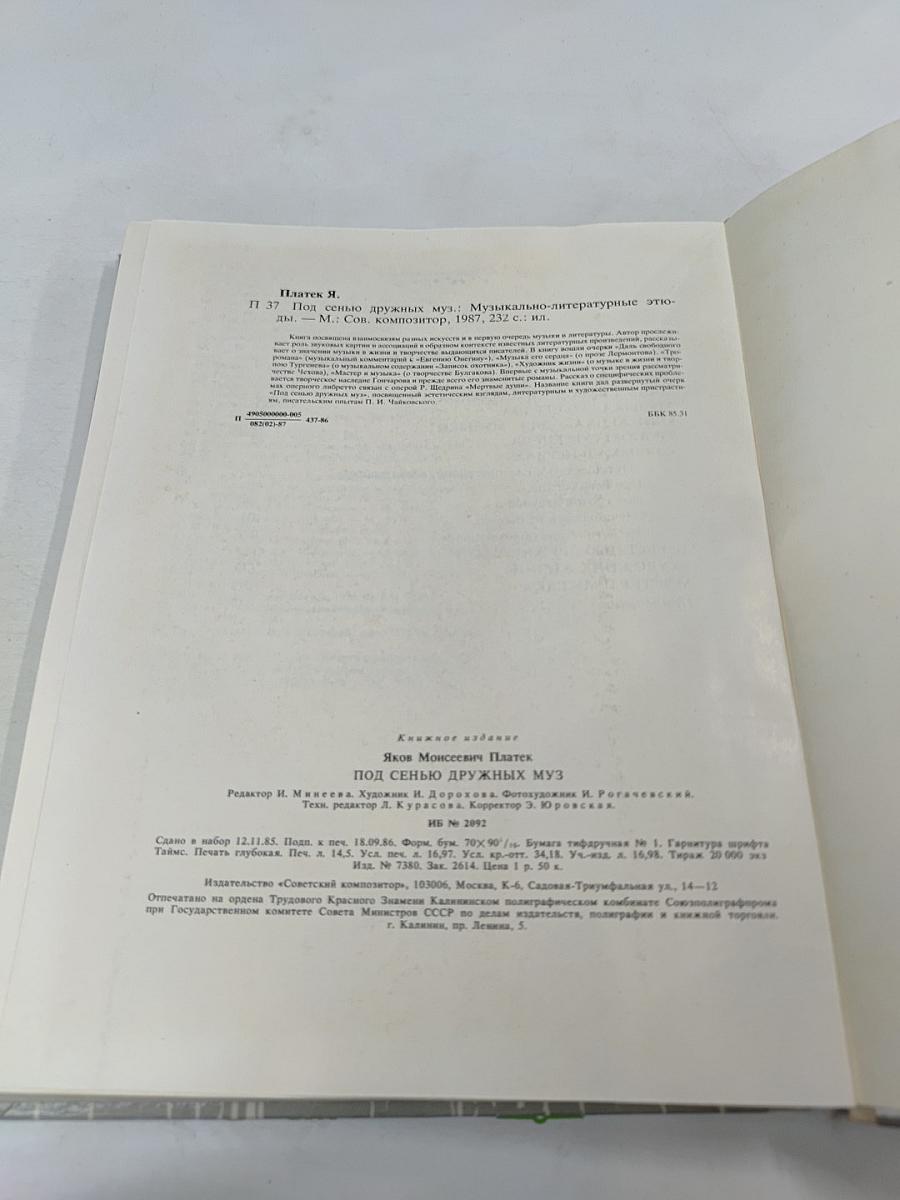 Платек Я.
П 37 Под сенью дружных муз.: Музыкально-литературные этю-
ды. — М.: Сов. композитор, 1987, 232 с.: ил.
Книга посвящена взаимосвязям разных искусств и в первую очередь музыки и литературы. Автор прослежи-
вает роль звуковых картин и ассоциаций в образном контексте известных литературных произведений, рассказы-
вает о значении музыки в жизни и творчестве выдающихся писателей. В книгу вошли очерки «Даль свободного
романа» (музыкальный комментарий к «Евгению Онегину»), «Музыка его сердца» (о прозе Лермонтова), «Тро-
пою Тургенева» (о музыкальном содержании «Записок охотника»), «Художник жизни» (о музыке в жизни и твор-
честве Чехова), «Мастер и музыка» (о творчестве Булгакова). Впервые с музыкальной точки зрения рассматри-
вается творческое наследие Гончарова и прежде всего его знаменитые романы. Рассказ о специфических пробле-
мах оперного либретто связан с оперой Р. Щедрина «Мертвые души». Название книги дал развернутый очерк
«Под сенью дружных муз», посвященный эстетическим взглядам, литературным и художественным пристрасти-
ям, писательским опытам П. И. Чайковского.
П 4905000000-005 / 082(02)-87 437-86 ББК 85.31
Книжное издание
Яков Моисеевич Платек
ПОД СЕНЬЮ ДРУЖНЫХ МУЗ
Редактор И. Минеева. Художник И. Дорохова. Фотохудожник И. Рогачевский.
Техн. редактор Л. Курасова. Корректор Э. Юровская.
ИБ № 2092
Сдано в набор 12.11.85. Подп. к печ. 18.09.86. Форм. бум. 70×90¹/₁₆. Бумага тифдручная № 1. Гарнитура шрифта
Таймс. Печать глубокая. Печ. л. 14,5. Усл. печ. л. 16,97. Усл. кр.-отт. 34,18. Уч.-изд. л. 16,98. Тираж 20 000 экз
Изд. № 7380. Зак. 2614. Цена 1 р. 50 к.
Издательство «Советский композитор», 103006, Москва, К-6, Садовая-Триумфальная ул., 14—12
Отпечатано на ордена Трудового Красного Знамени Калининском полиграфическом комбинате Союзполиграфпрома
при Государственном комитете Совета Министров СССР по делам издательств, полиграфии и книжной торговли.
г. Калинин, пр. Ленина, 5.